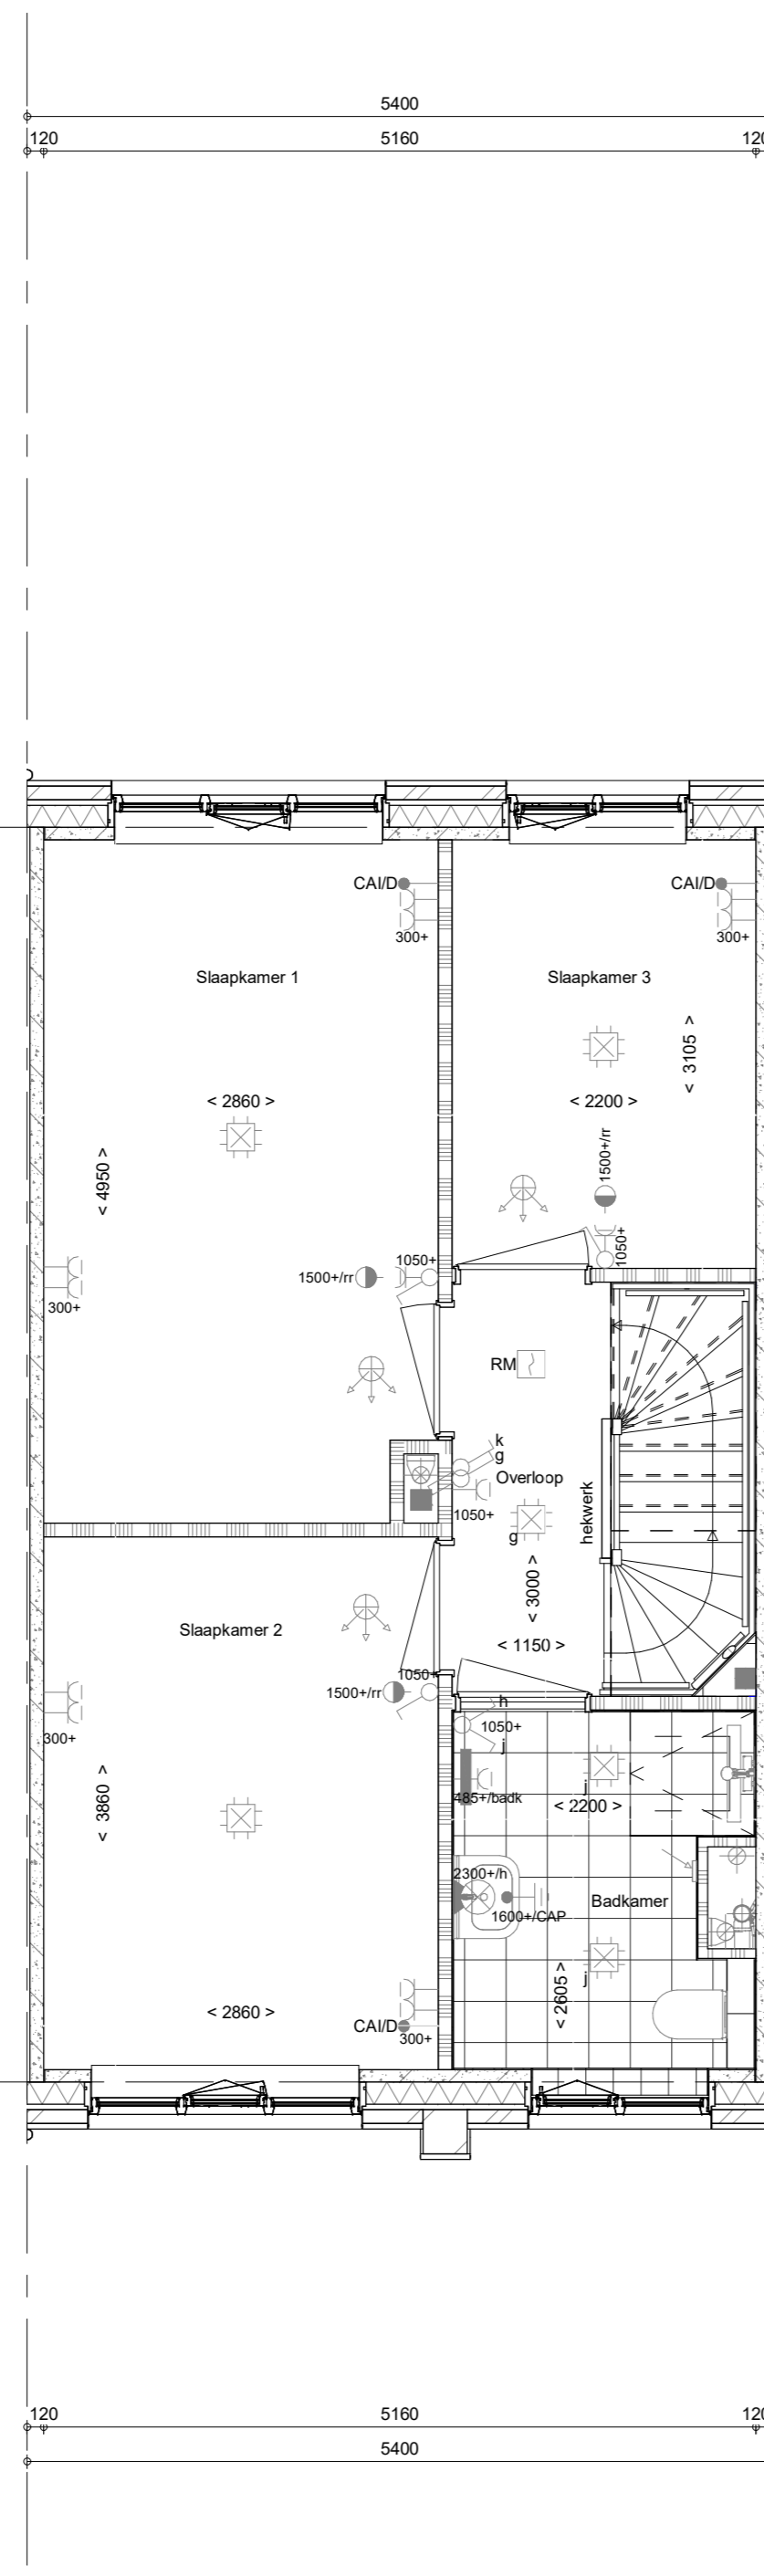 5400
120 5160 120
CAI/D CAI/D
300+ 300+
Slaapkamer 1 Slaapkamer 3
< 3105 >
< 2860 > < 2200 >
1500+/rr
< 4950 >
1050+
1050+
1500+/rr
300+
RM
k
g
Overloop
1050+
hekwerk
g
< 3000 >
Slaapkamer 2
< 1150 >
1050+
1500+/rr
h
1050+
300+
j
j
485+/badk
< 2200 >
< 3860 >
2300+/h
Badkamer
1600+/CAP
j
< 2605 >
< 2860 >
CAI/D
300+
120 5160 120
5400